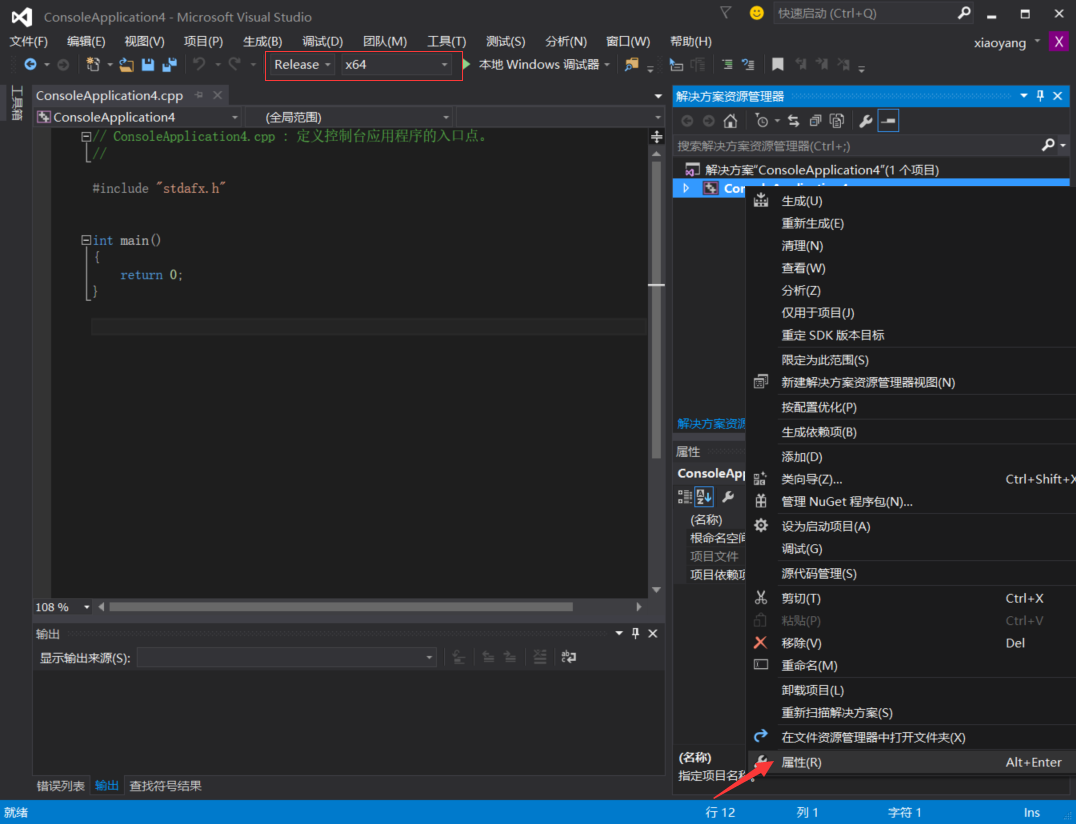 ConsoleApplication4 - Microsoft Visual Studio
快速启动 (Ctrl+Q)
文件(F) 编辑(E) 视图(V) 项目(P) 生成(B) 调试(D) 团队(M) 工具(T) 测试(S) 分析(N) 窗口(W) 帮助(H)
xiaoyang X
Release x64 本地 Windows 调试器
工具箱
ConsoleApplication4.cpp
ConsoleApplication4 (全局范围)
// ConsoleApplication4.cpp : 定义控制台应用程序的入口点。
//
#include "stdafx.h"
int main()
{
return 0;
}
108 %
输出
显示输出来源(S):
错误列表 输出 查找符号结果
解决方案资源管理器
搜索解决方案资源管理器(Ctrl+;)
解决方案"ConsoleApplication4"(1 个项目)
生成(U)
重新生成(E)
清理(N)
查看(W)
分析(Z)
仅用于项目(J)
重定 SDK 版本目标
限定为此范围(S)
新建解决方案资源管理器视图(N)
按配置优化(P)
生成依赖项(B)
添加(D)
类向导(Z)... Ctrl+Shift+X
管理 NuGet 程序包(N)...
设为启动项目(A)
调试(G)
源代码管理(S)
剪切(T) Ctrl+X
粘贴(P) Ctrl+V
移除(V) Del
重命名(M)
卸载项目(L)
重新扫描解决方案(S)
在文件资源管理器中打开文件夹(X)
属性(R) Alt+Enter
解决方案资源
属性
ConsoleApp
(名称)
根命名空间
项目文件
项目依赖项
(名称)
指定项目名称。
就绪 行 12 列 1 字符 1 Ins